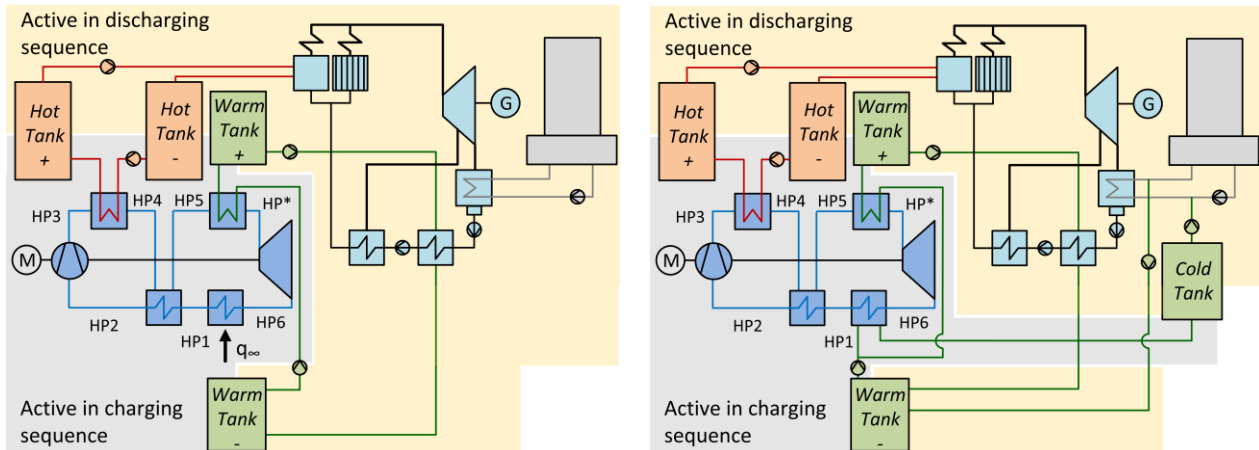 Active in discharging
sequence
Hot
Tank
+
Hot
Tank
-
Warm
Tank
+
G
HP3
HP4
HP5
HP*
M
HP2
HP1
HP6
q∞
Active in charging
sequence
Warm
Tank
-
Active in discharging
sequence
Hot
Tank
+
Hot
Tank
-
Warm
Tank
+
G
HP3
HP4
HP5
HP*
M
HP2
HP1
HP6
Cold
Tank
Active in charging
sequence
Warm
Tank
-